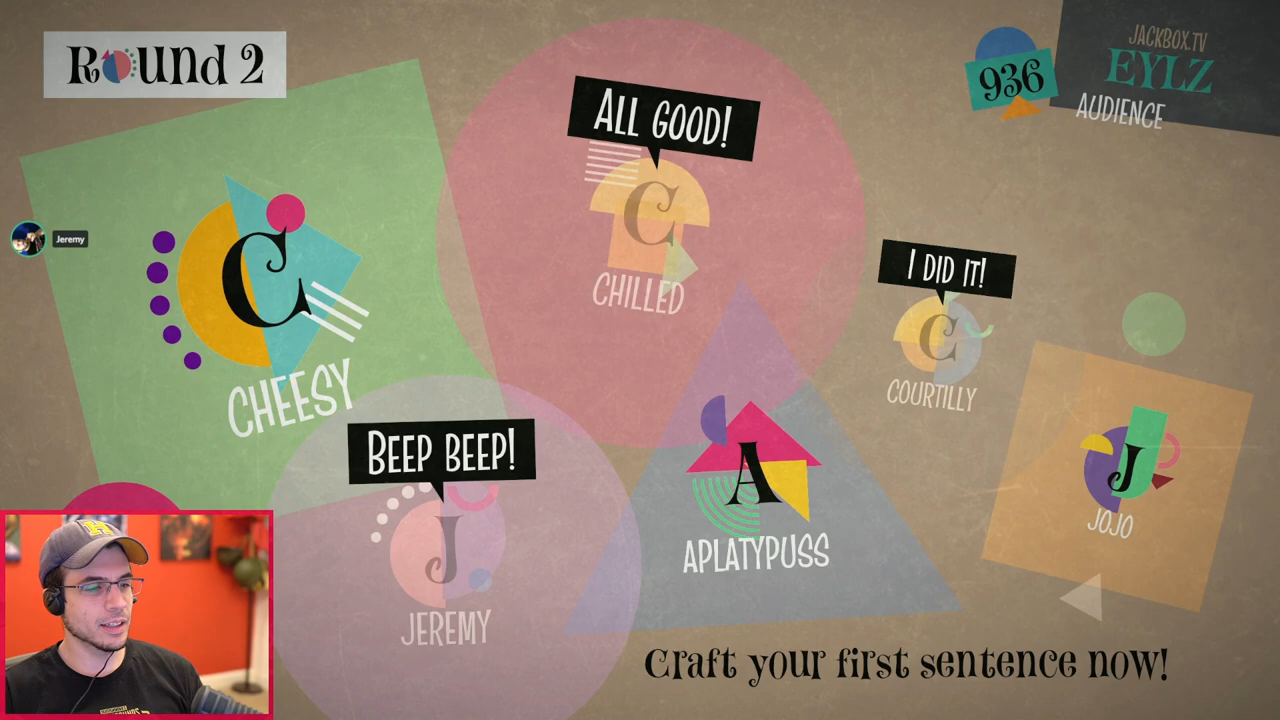 Round 2
JACKBOX.TV
EYLZ
936
AUDIENCE
ALL GOOD!
C
CHILLED
Jeremy
C
CHEESY
I DID IT!
C
COURTILLY
BEEP BEEP!
J
JEREMY
A
APLATYPUSS
J
JOJO
H
Craft your first sentence now!